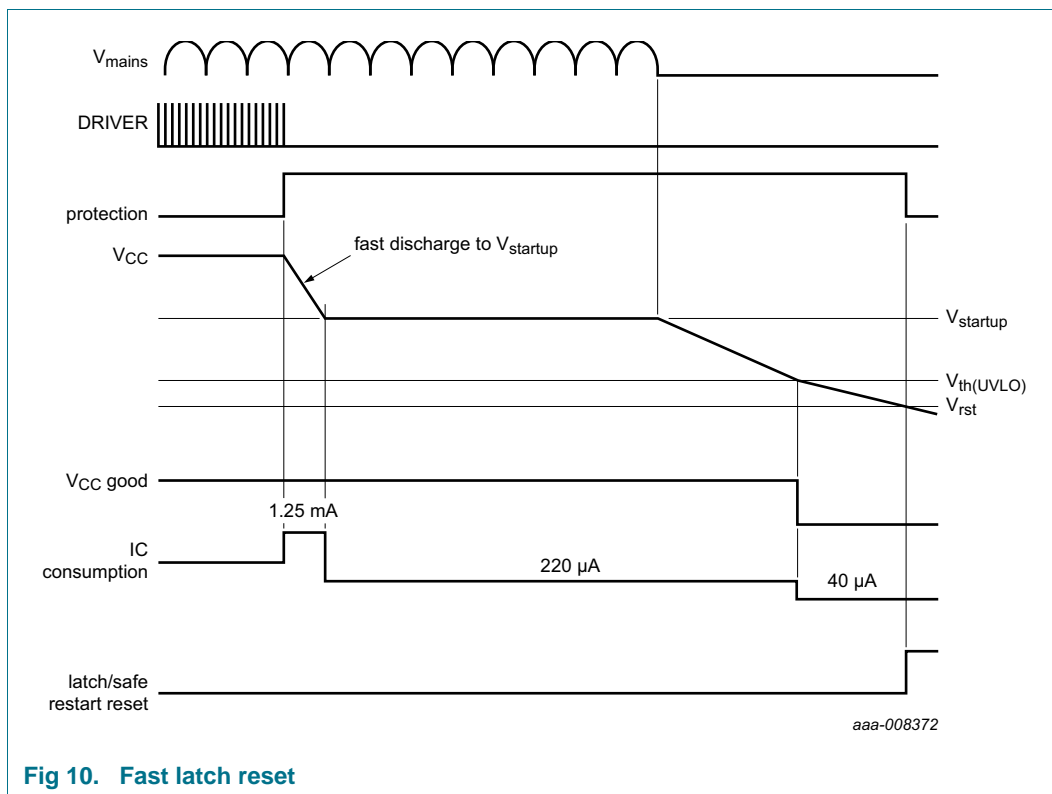 Vmains
DRIVER
protection
VCC
fast discharge to Vstartup
Vstartup
Vth(UVLO)
Vrst
VCC good
1.25 mA
IC
consumption
220 μA
40 μA
latch/safe
restart reset
aaa-008372
Fig 10. Fast latch reset